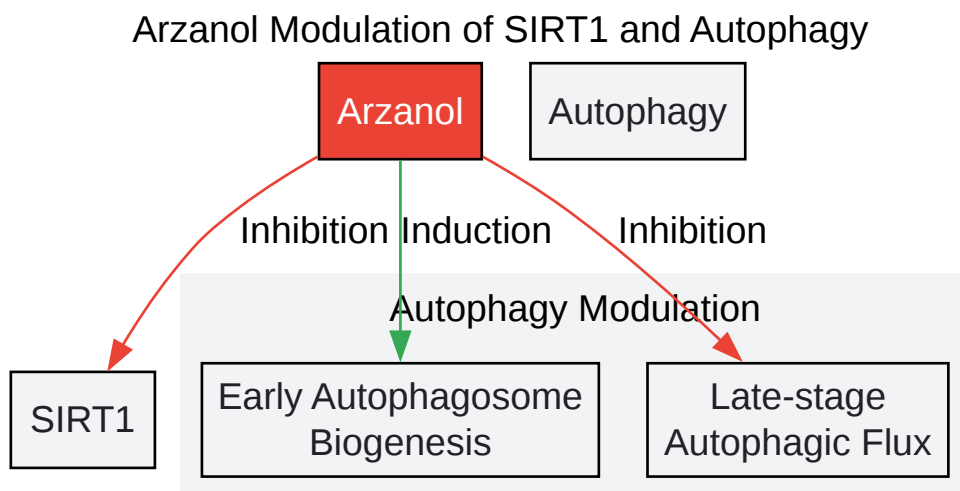 Arzanol Modulation of SIRT1 and Autophagy
Arzanol
Autophagy
Inhibition
Induction
Inhibition
Autophagy Modulation
SIRT1
Early Autophagosome
Biogenesis
Late-stage
Autophagic Flux